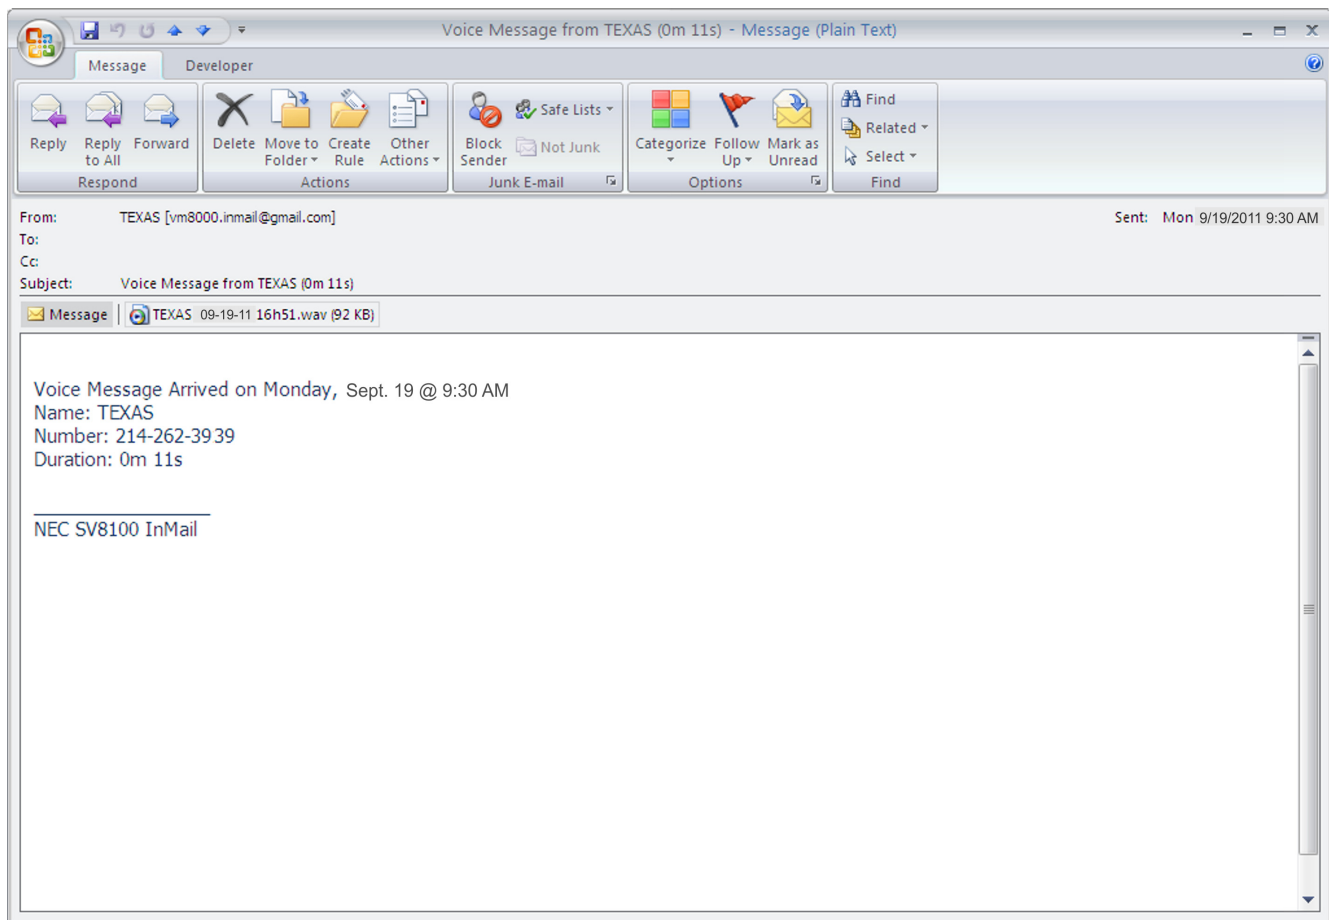 Voice Message from TEXAS (0m 11s) - Message (Plain Text)
Message Developer
Reply Reply to All Forward
Respond
Delete Move to Folder Create Rule Other Actions
Actions
Block Sender Safe Lists Not Junk
Junk E-mail
Categorize Follow Up Mark as Unread
Options
Find
Related
Select
Find
From: TEXAS [vm8000.inmail@gmail.com] Sent: Mon 9/19/2011 9:30 AM
To:
Cc:
Subject: Voice Message from TEXAS (0m 11s)
Message TEXAS 09-19-11 16h51.wav (92 KB)
Voice Message Arrived on Monday, Sept. 19 @ 9:30 AM
Name: TEXAS
Number: 214-262-3939
Duration: 0m 11s
NEC SV8100 InMail